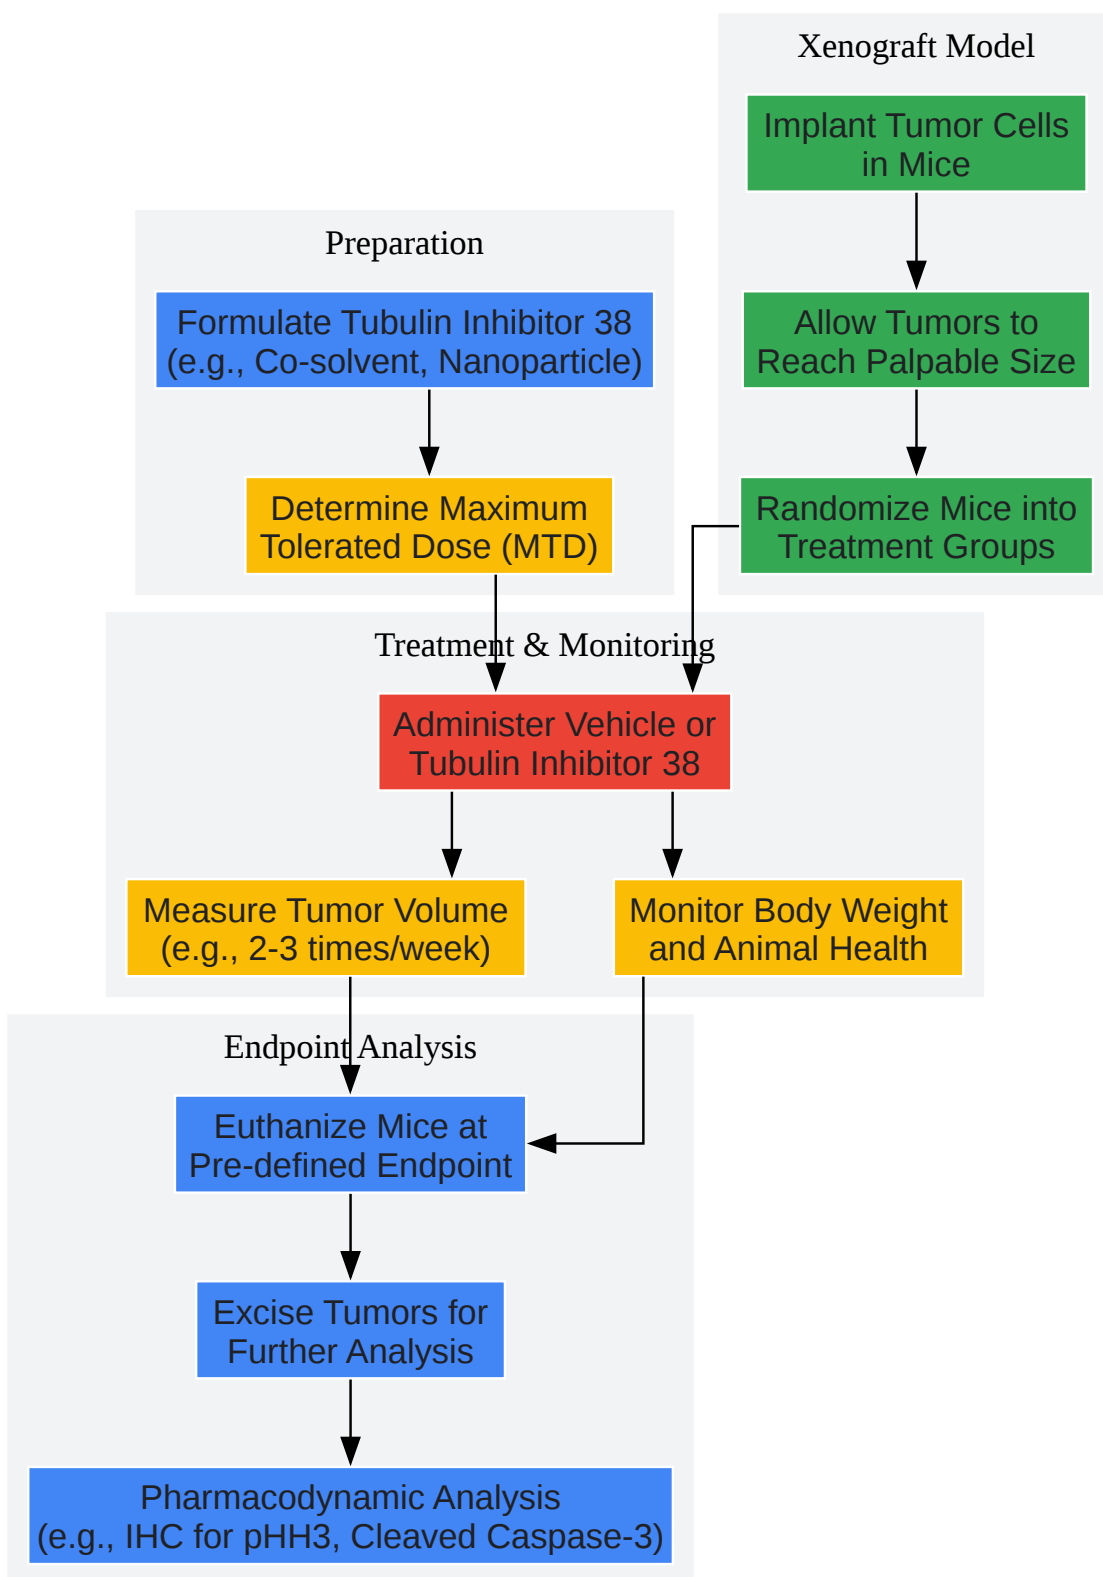 Xenograft Model
Implant Tumor Cells
in Mice
Preparation
Formulate Tubulin Inhibitor 38
(e.g., Co-solvent, Nanoparticle)
Allow Tumors to
Reach Palpable Size
Determine Maximum
Tolerated Dose (MTD)
Randomize Mice into
Treatment Groups
Treatment & Monitoring
Administer Vehicle or
Tubulin Inhibitor 38
Measure Tumor Volume
(e.g., 2-3 times/week)
Monitor Body Weight
and Animal Health
Endpoint Analysis
Euthanize Mice at
Pre-defined Endpoint
Excise Tumors for
Further Analysis
Pharmacodynamic Analysis
(e.g., IHC for pHH3, Cleaved Caspase-3)